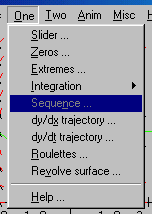 One Two Anim Misc
Slider ...
Zeros ...
Extremes ...
Integration
Sequence ...
dy/dx trajectory ...
dy/dt trajectory ...
Roulettes ...
Revolve surface ...
Help ...